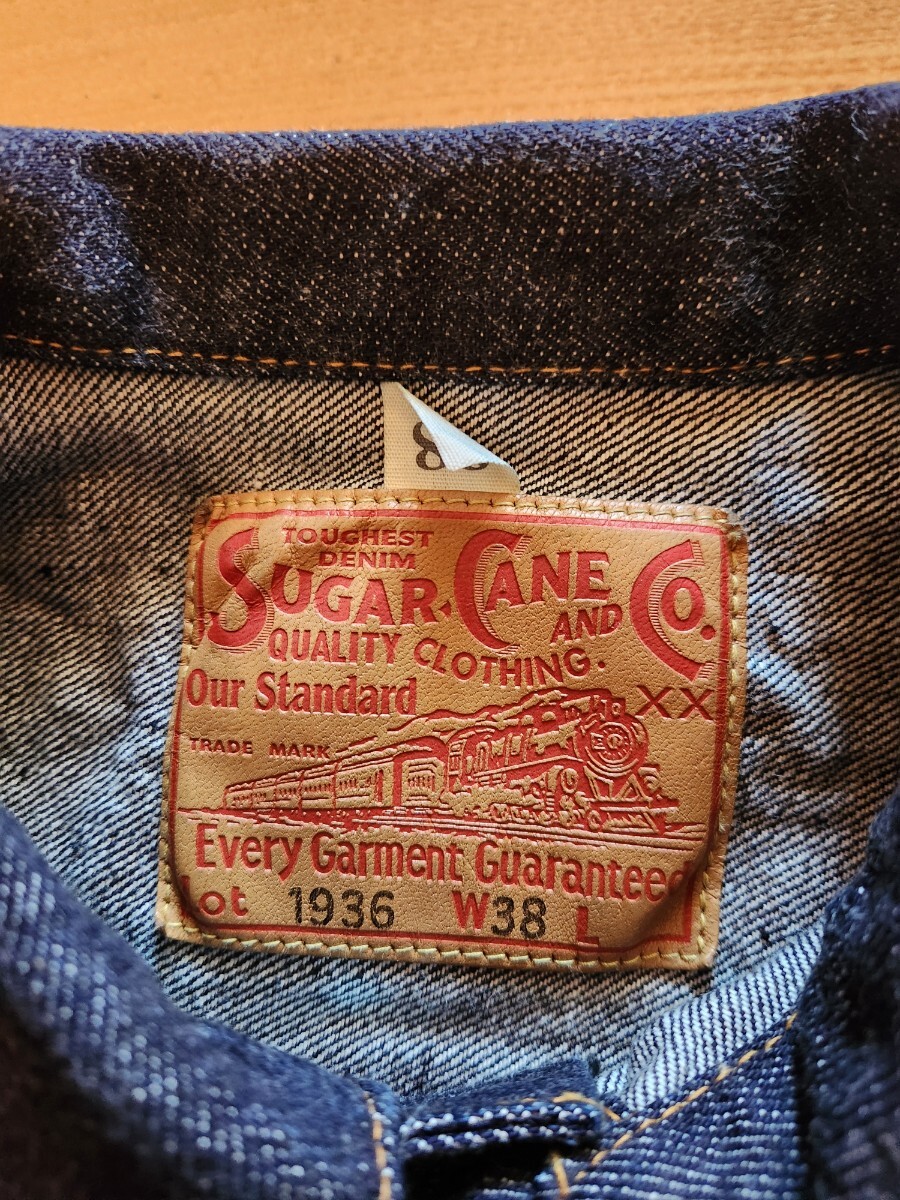 TOUGHEST
DENIM
SUGAR CANE Co.
AND
QUALITY CLOTHING.
Our Standard XX
TRADE MARK
Every Garment Guaranteed
Lot 1936 W38 L